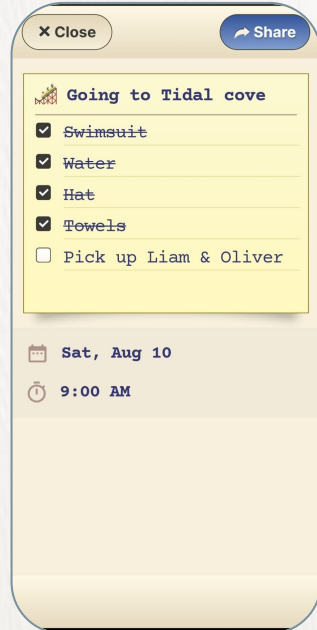 × Close
Share
Going to Tidal cove
Swimsuit
Water
Hat
Towels
Pick up Liam & Oliver
Sat, Aug 10
9:00 AM